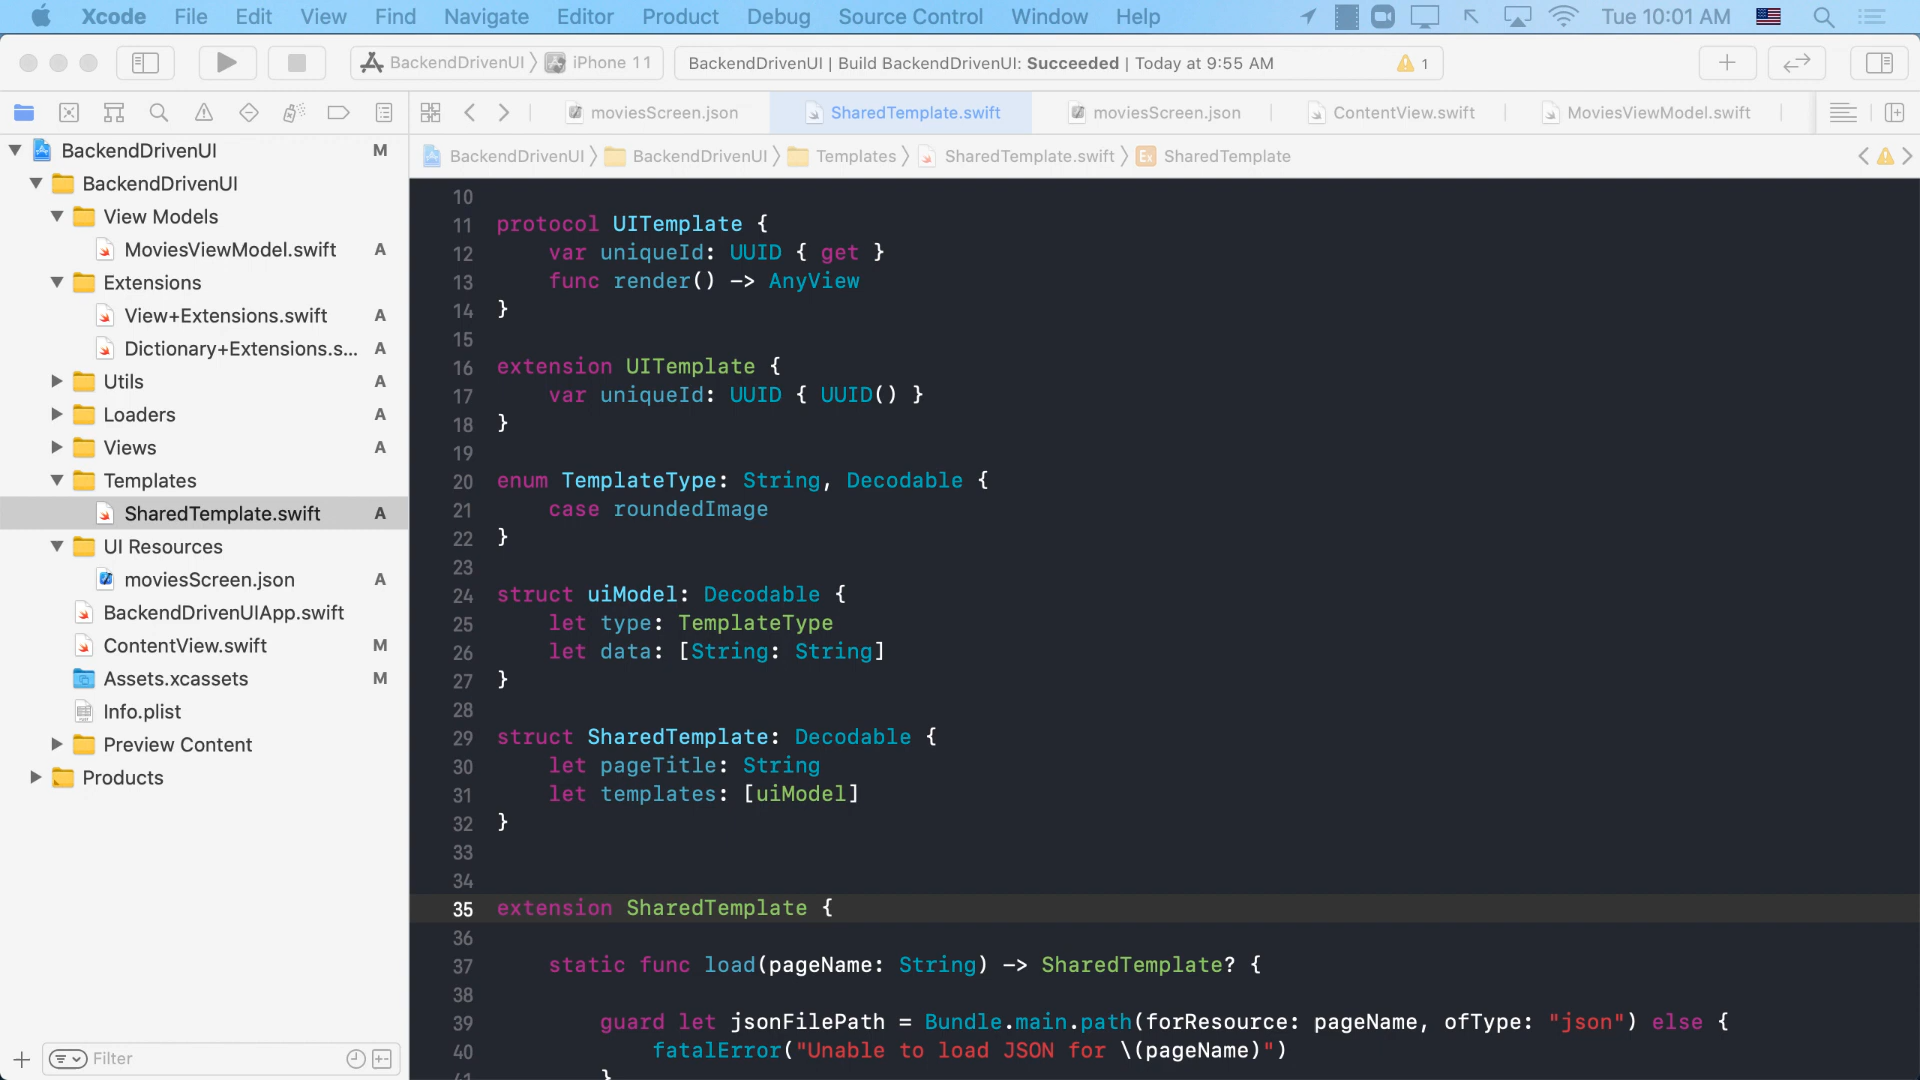 Xcode File Edit View Find Navigate Editor Product Debug Source Control Window Help Tue 10:01 AM
BackendDrivenUI iPhone 11 BackendDrivenUI | Build BackendDrivenUI: Succeeded | Today at 9:55 AM 1
moviesScreen.json SharedTemplate.swift moviesScreen.json ContentView.swift MoviesViewModel.swift
BackendDrivenUI M
BackendDrivenUI
View Models
MoviesViewModel.swift A
Extensions
View+Extensions.swift A
Dictionary+Extensions.s... A
Utils A
Loaders A
Views A
Templates
SharedTemplate.swift A
UI Resources
moviesScreen.json A
BackendDrivenUIApp.swift
ContentView.swift M
Assets.xcassets M
Info.plist
Preview Content
Products
Filter
BackendDrivenUI BackendDrivenUI Templates SharedTemplate.swift Ex SharedTemplate
10
11 protocol UITemplate {
12 var uniqueId: UUID { get }
13 func render() -> AnyView
14 }
15
16 extension UITemplate {
17 var uniqueId: UUID { UUID() }
18 }
19
20 enum TemplateType: String, Decodable {
21 case roundedImage
22 }
23
24 struct uiModel: Decodable {
25 let type: TemplateType
26 let data: [String: String]
27 }
28
29 struct SharedTemplate: Decodable {
30 let pageTitle: String
31 let templates: [uiModel]
32 }
33
34
35 extension SharedTemplate {
36
37 static func load(pageName: String) -> SharedTemplate? {
38
39 guard let jsonFilePath = Bundle.main.path(forResource: pageName, ofType: "json") else {
40 fatalError("Unable to load JSON for \(pageName)")
41 }